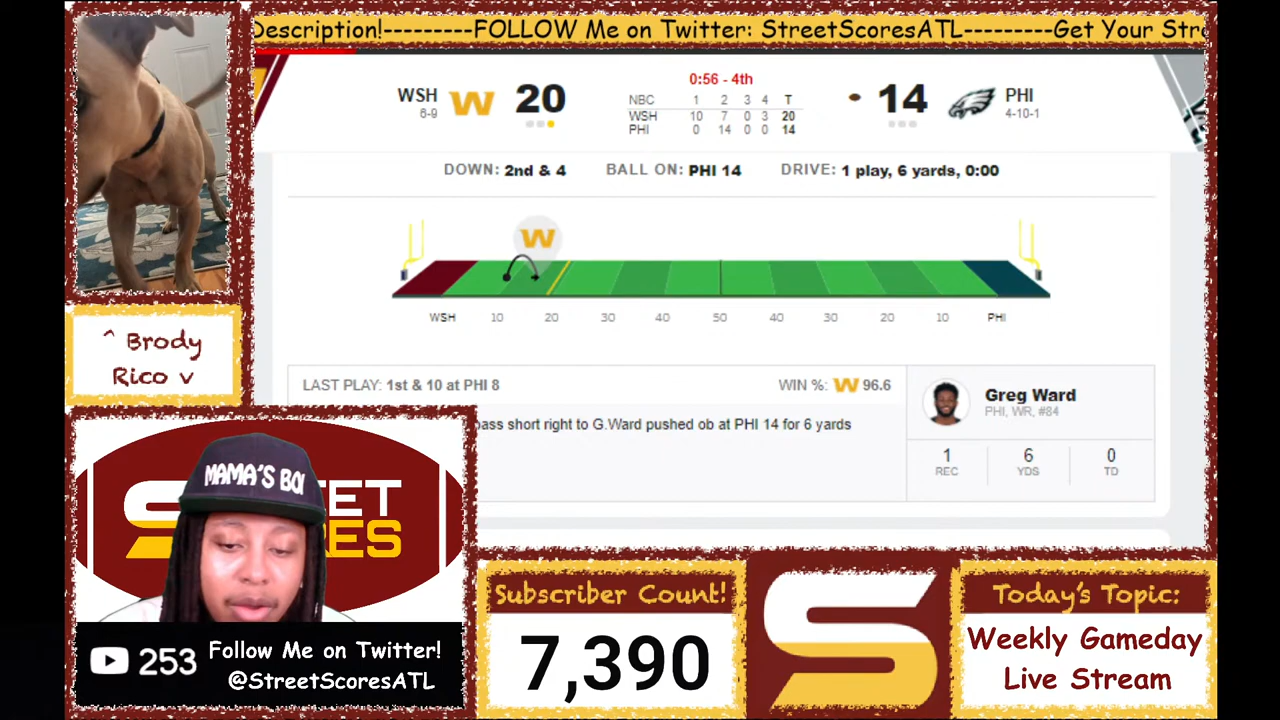 Description!---------FOLLOW Me on Twitter: StreetScoresATL---------Get Your Str
WSH
6-9
W
20
0:56 - 4th
NBC 1 2 3 4 T
WSH 10 7 0 3 20
PHI 0 14 0 0 14
14
PHI
4-10-1
DOWN: 2nd & 4 BALL ON: PHI 14 DRIVE: 1 play, 6 yards, 0:00
W
WSH 10 20 30 40 50 40 30 20 10 PHI
LAST PLAY: 1st & 10 at PHI 8
WIN %: W 96.6
pass short right to G.Ward pushed ob at PHI 14 for 6 yards
Greg Ward
PHI, WR, #84
1 6 0
REC YDS TD
^ Brody
Rico v
MAMA'S BOI
S EET
RES
253
Follow Me on Twitter!
@StreetScoresATL
Subscriber Count!
7,390
S
Today's Topic:
Weekly Gameday
Live Stream